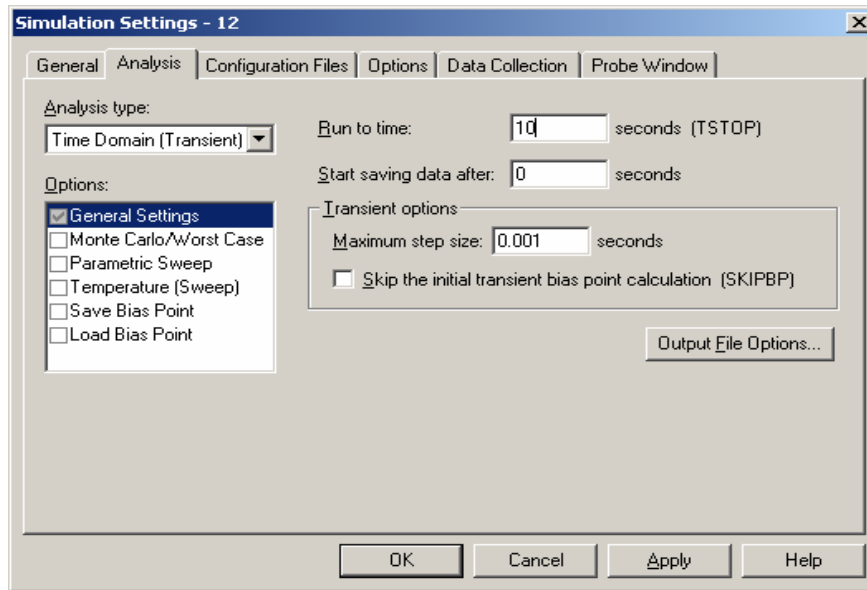 Simulation Settings - 12
General Analysis Configuration Files Options Data Collection Probe Window
Analysis type:
Time Domain (Transient)
Options:
General Settings
Monte Carlo/Worst Case
Parametric Sweep
Temperature (Sweep)
Save Bias Point
Load Bias Point
Run to time: 10 seconds (TSTOP)
Start saving data after: 0 seconds
Transient options
Maximum step size: 0.001 seconds
Skip the initial transient bias point calculation (SKIPBP)
Output File Options...
OK Cancel Apply Help